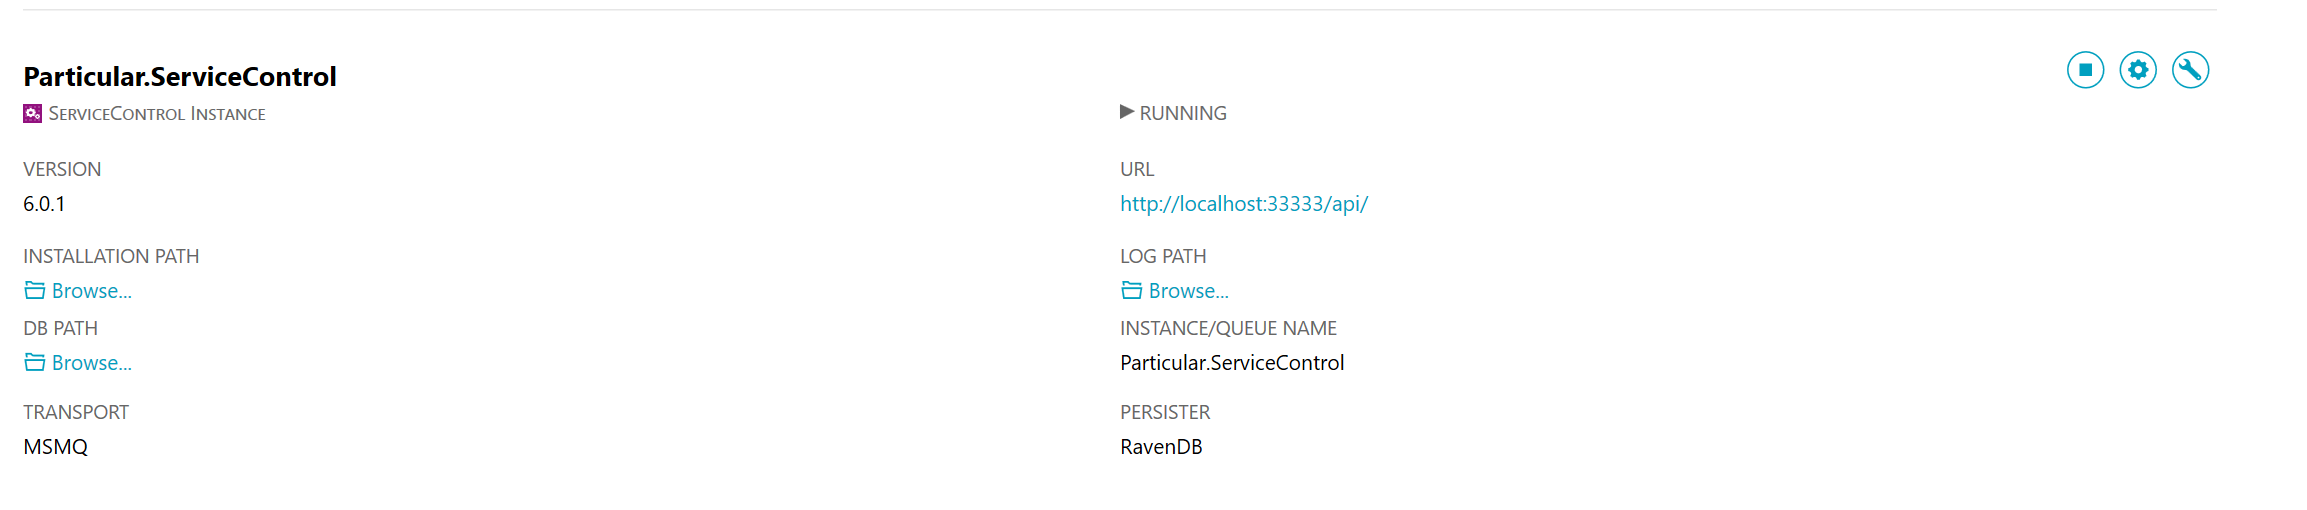 Particular.ServiceControl
ServiceControl Instance
RUNNING
VERSION
6.0.1
URL
http://localhost:33333/api/
INSTALLATION PATH
Browse...
LOG PATH
Browse...
DB PATH
Browse...
INSTANCE/QUEUE NAME
Particular.ServiceControl
TRANSPORT
MSMQ
PERSISTER
RavenDB